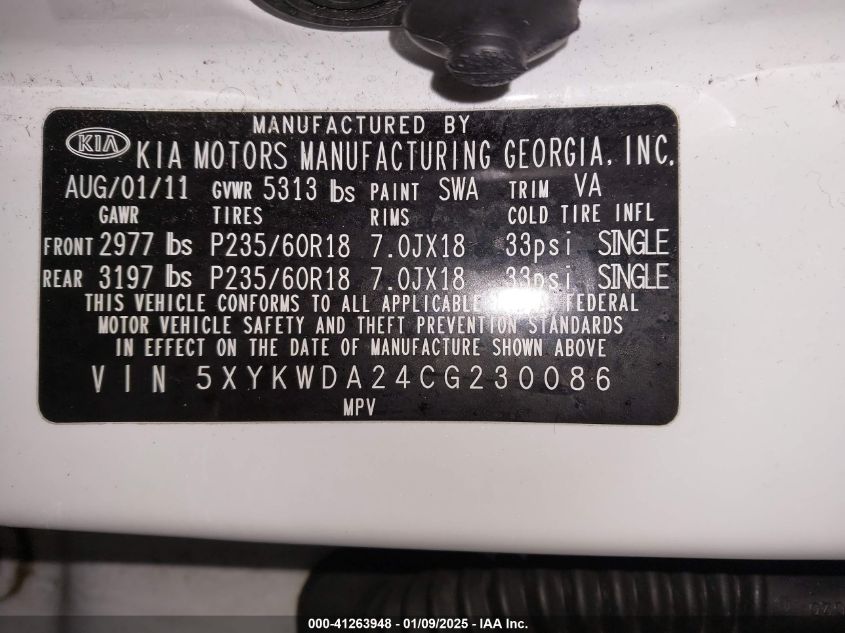 MANUFACTURED BY
KIA KIA MOTORS MANUFACTURING GEORGIA, INC.
AUG/01/11 GVWR 5313 lbs PAINT SWA TRIM VA
GAWR TIRES RIMS COLD TIRE INFL
FRONT 2977 lbs P235/60R18 7.0JX18 33psi SINGLE
REAR 3197 lbs P235/60R18 7.0JX18 33psi SINGLE
THIS VEHICLE CONFORMS TO ALL APPLICABLE FEDERAL
MOTOR VEHICLE SAFETY AND THEFT PREVENTION STANDARDS
IN EFFECT ON THE DATE OF MANUFACTURE SHOWN ABOVE
VIN 5XYKWDA24CG230086
MPV
000-41263948 - 01/09/2025 - IAA Inc.